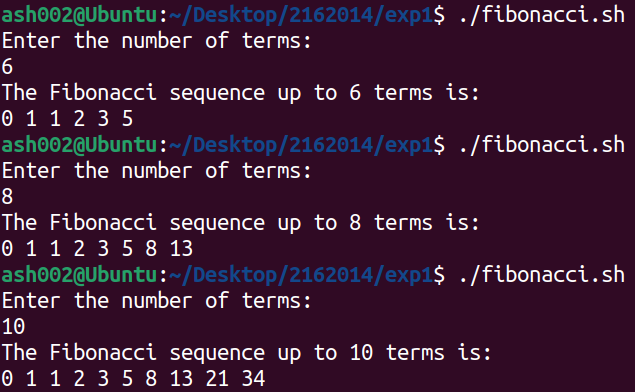 ash002@Ubuntu:~/Desktop/2162014/exp1$ ./fibonacci.sh
Enter the number of terms:
6
The Fibonacci sequence up to 6 terms is:
0 1 1 2 3 5
ash002@Ubuntu:~/Desktop/2162014/exp1$ ./fibonacci.sh
Enter the number of terms:
8
The Fibonacci sequence up to 8 terms is:
0 1 1 2 3 5 8 13
ash002@Ubuntu:~/Desktop/2162014/exp1$ ./fibonacci.sh
Enter the number of terms:
10
The Fibonacci sequence up to 10 terms is:
0 1 1 2 3 5 8 13 21 34